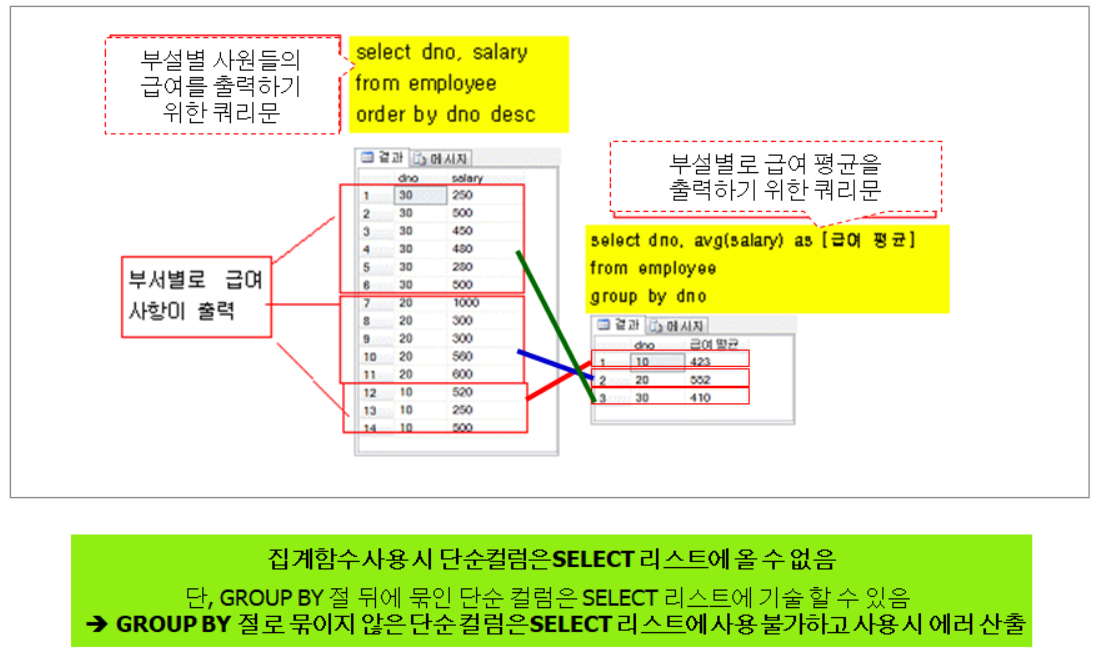 부설별 사원들의
급여를 출력하기
위한 쿼리문
select dno, salary
from employee
order by dno desc
결과 메시지
dno salary
1 30 250
2 30 500
3 30 450
4 30 480
5 30 280
6 30 500
7 20 1000
8 20 300
9 20 300
10 20 560
11 20 600
12 10 520
13 10 250
14 10 500
부서별로 급여
사항이 출력
부설별로 급여 평균을
출력하기 위한 쿼리문
select dno, avg(salary) as [급여 평균]
from employee
group by dno
결과 메시지
dno 급여 평균
1 10 423
2 20 552
3 30 410
집계함수사용 시 단순컬럼은SELECT 리스트에 올 수 없음
단, GROUP BY 절 뒤에 묶인 단순 컬럼은 SELECT 리스트에 기술 할 수 있음
➔ GROUP BY 절로 묶이지 않은 단순 컬럼은SELECT 리스트에 사용 불가하고 사용 시 에러 산출